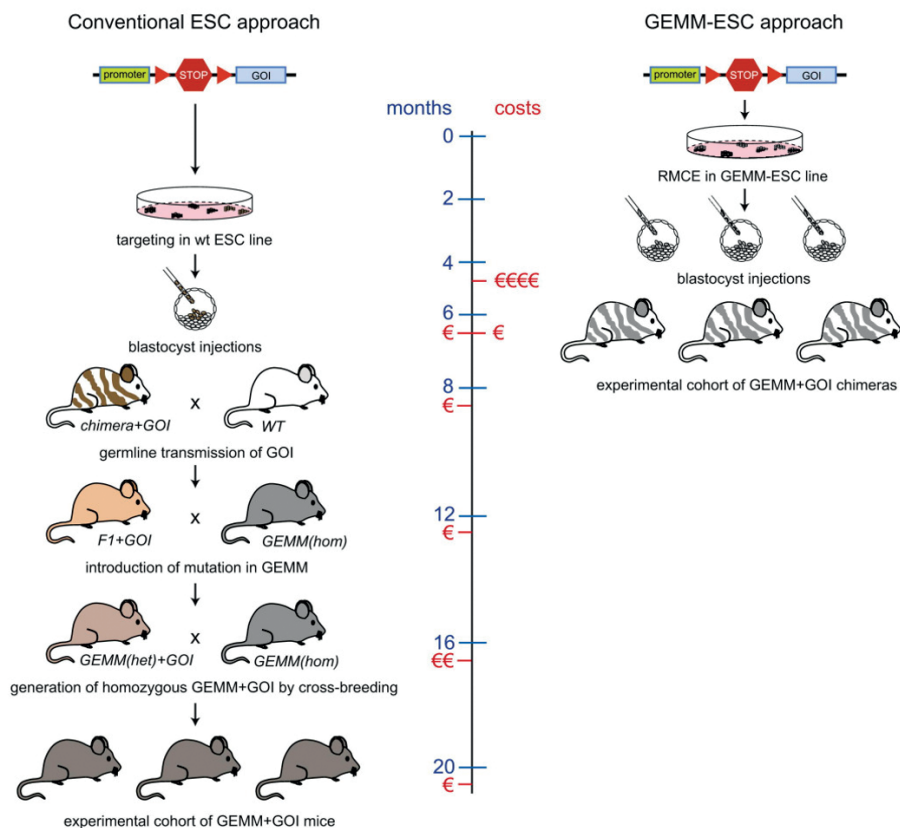 Conventional ESC approach
promoter STOP GOI
targeting in wt ESC line
blastocyst injections
chimera+GOI x WT
germline transmission of GOI
F1+GOI x GEMM(hom)
introduction of mutation in GEMM
GEMM(het)+GOI x GEMM(hom)
generation of homozygous GEMM+GOI by cross-breeding
experimental cohort of GEMM+GOI mice
months costs
0
2
4
€€€€
6
€ €
8
€
12
€
16
€€
20
€
GEMM-ESC approach
promoter STOP GOI
RMCE in GEMM-ESC line
blastocyst injections
experimental cohort of GEMM+GOI chimeras